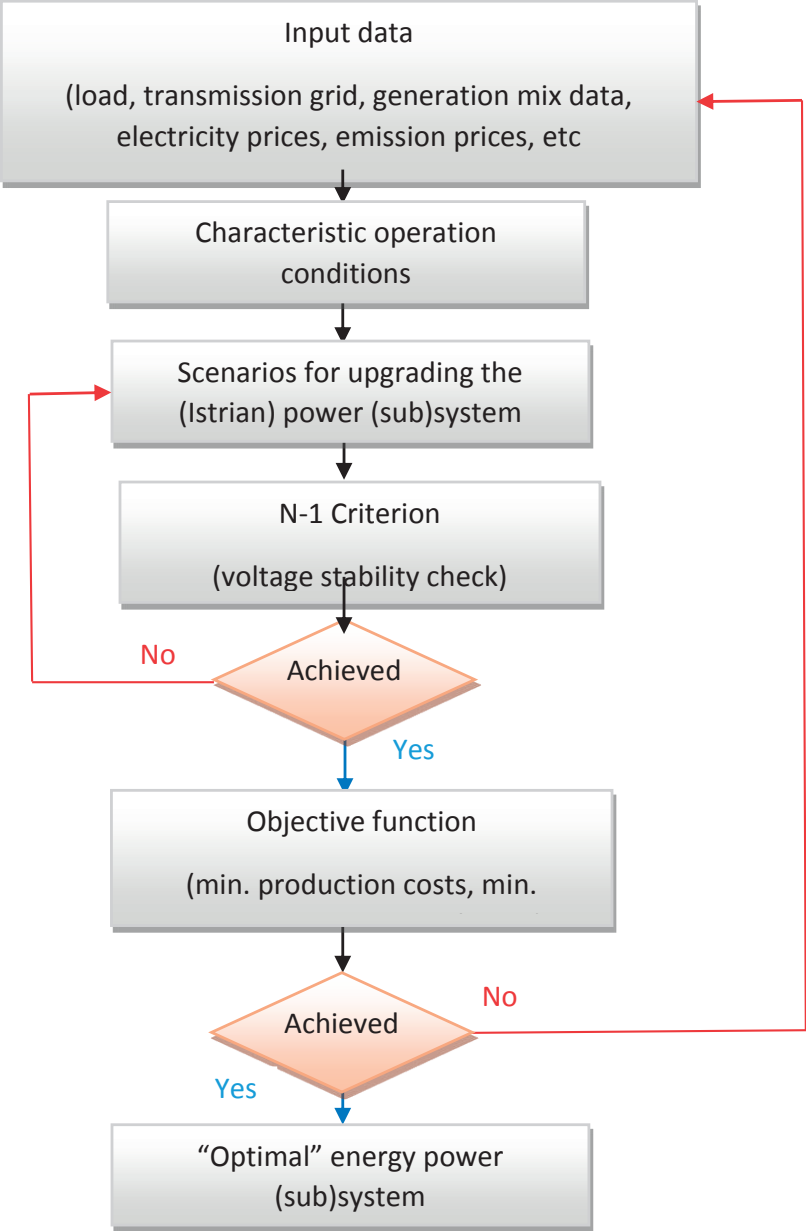 Input data
(load, transmission grid, generation mix data,
electricity prices, emission prices, etc
Characteristic operation
conditions
Scenarios for upgrading the
(Istrian) power (sub)system
N-1 Criterion
(voltage stability check)
No
Achieved
Yes
Objective function
(min. production costs, min.
No
Achieved
Yes
“Optimal” energy power
(sub)system